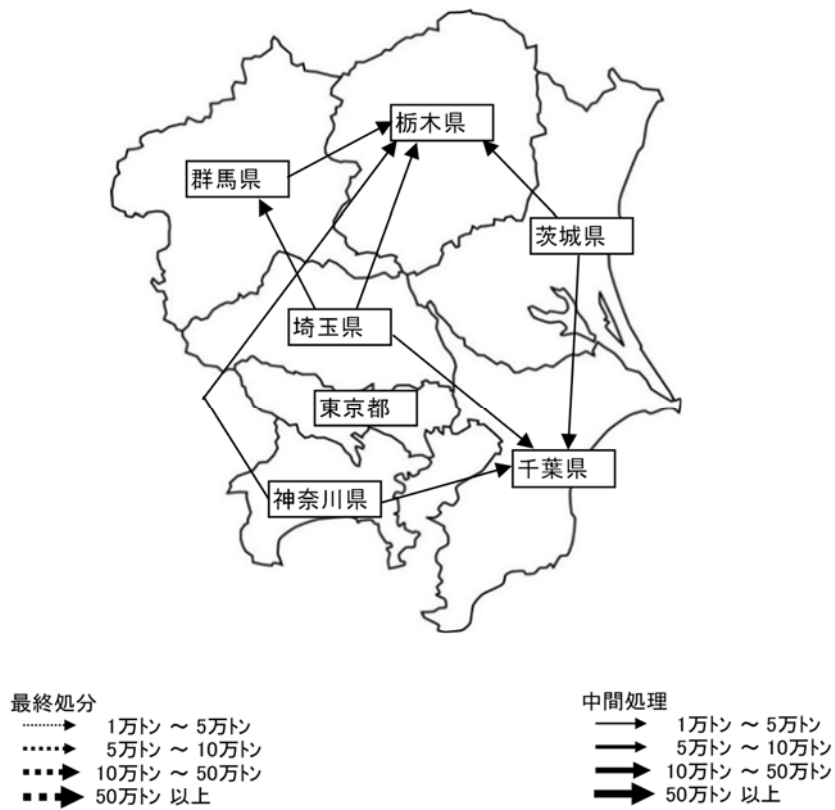 栃木県
群馬県
茨城県
埼玉県
東京都
千葉県
神奈川県
最終処分
1万トン ～ 5万トン
5万トン ～ 10万トン
10万トン ～ 50万トン
50万トン 以上
中間処理
1万トン ～ 5万トン
5万トン ～ 10万トン
10万トン ～ 50万トン
50万トン 以上